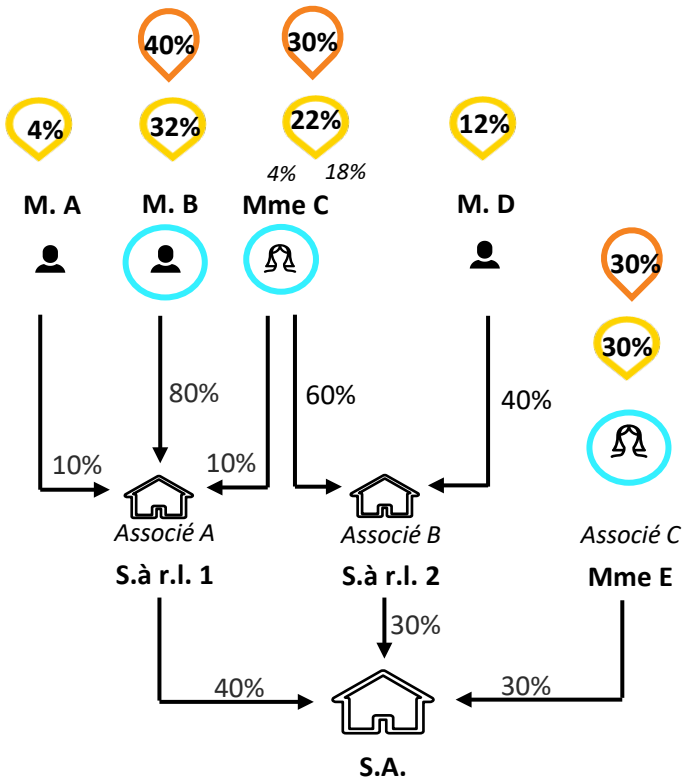 40%
30%
4%
32%
22%
12%
4%
18%
M. A
M. B
Mme C
M. D
30%
30%
80%
60%
40%
10%
10%
Associé A
Associé B
Associé C
S.à r.l. 1
S.à r.l. 2
Mme E
30%
40%
30%
S.A.